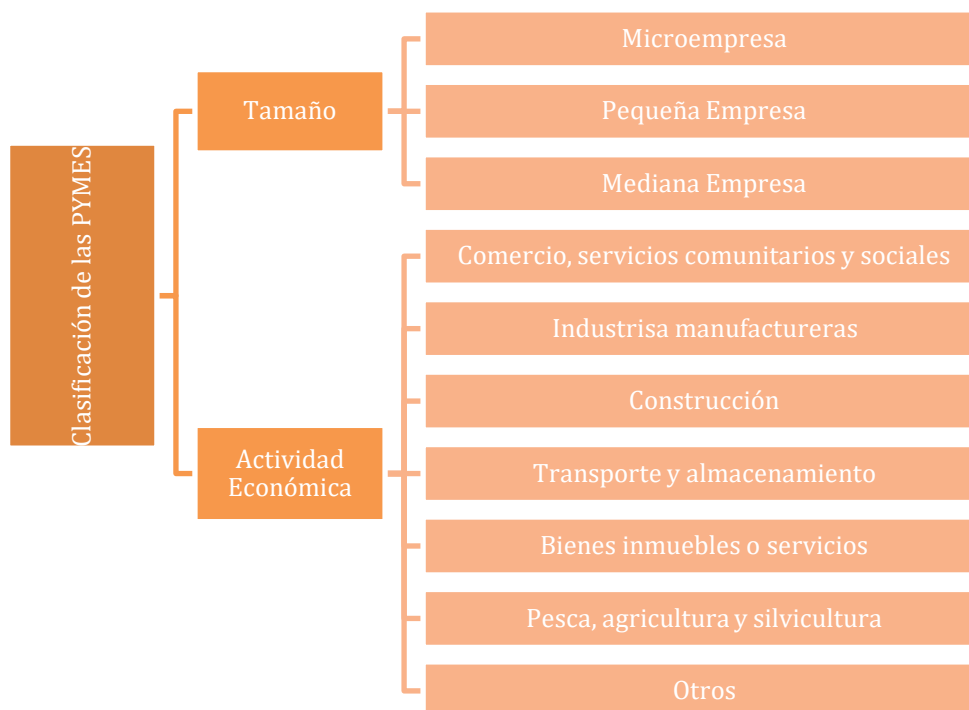 Clasificación de las PYMES
Tamaño
Microempresa
Pequeña Empresa
Mediana Empresa
Actividad
Económica
Comercio, servicios comunitarios y sociales
Industrisa manufactureras
Construcción
Transporte y almacenamiento
Bienes inmuebles o servicios
Pesca, agricultura y silvicultura
Otros